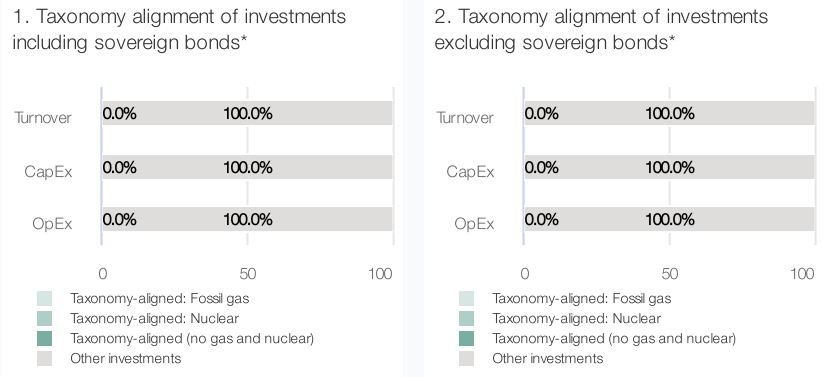 1. Taxonomy alignment of investments
including sovereign bonds*
Turnover 0.0% 100.0%
CapEx 0.0% 100.0%
OpEx 0.0% 100.0%
0 50 100
Taxonomy-aligned: Fossil gas
Taxonomy-aligned: Nuclear
Taxonomy-aligned (no gas and nuclear)
Other investments
2. Taxonomy alignment of investments
excluding sovereign bonds*
Turnover 0.0% 100.0%
CapEx 0.0% 100.0%
OpEx 0.0% 100.0%
0 50 100
Taxonomy-aligned: Fossil gas
Taxonomy-aligned: Nuclear
Taxonomy-aligned (no gas and nuclear)
Other investments